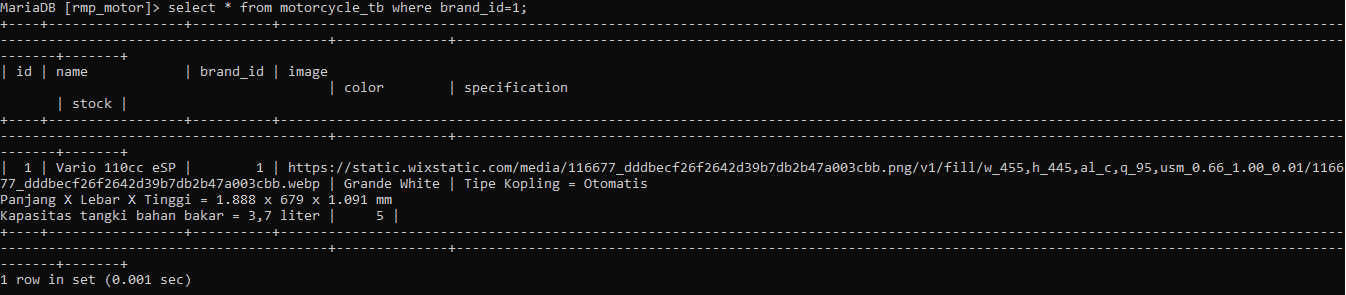 MariaDB [rmp_motor]> select * from motorcycle_tb where brand_id=1;
+----+-----------------+----------+------------------------------------------------------------------------------------------------------------------------------------
-----------------------------------------+--------------+---------------------------------------------------------------------------------------------------------------
-------+-------+
| id | name            | brand_id | image
                                         | color        | specification
       | stock |
+----+-----------------+----------+------------------------------------------------------------------------------------------------------------------------------------
-----------------------------------------+--------------+---------------------------------------------------------------------------------------------------------------
-------+-------+
|  1 | Vario 110cc eSP |        1 | https://static.wixstatic.com/media/116677_dddbecf26f2642d39b7db2b47a003cbb.png/v1/fill/w_455,h_445,al_c,q_95,usm_0.66_1.00_0.01/1166
77_dddbecf26f2642d39b7db2b47a003cbb.webp | Grande White | Tipe Kopling = Otomatis
Panjang X Lebar X Tinggi = 1.888 x 679 x 1.091 mm
Kapasitas tangki bahan bakar = 3,7 liter |     5 |
+----+-----------------+----------+------------------------------------------------------------------------------------------------------------------------------------
-----------------------------------------+--------------+---------------------------------------------------------------------------------------------------------------
-------+-------+
1 row in set (0.001 sec)